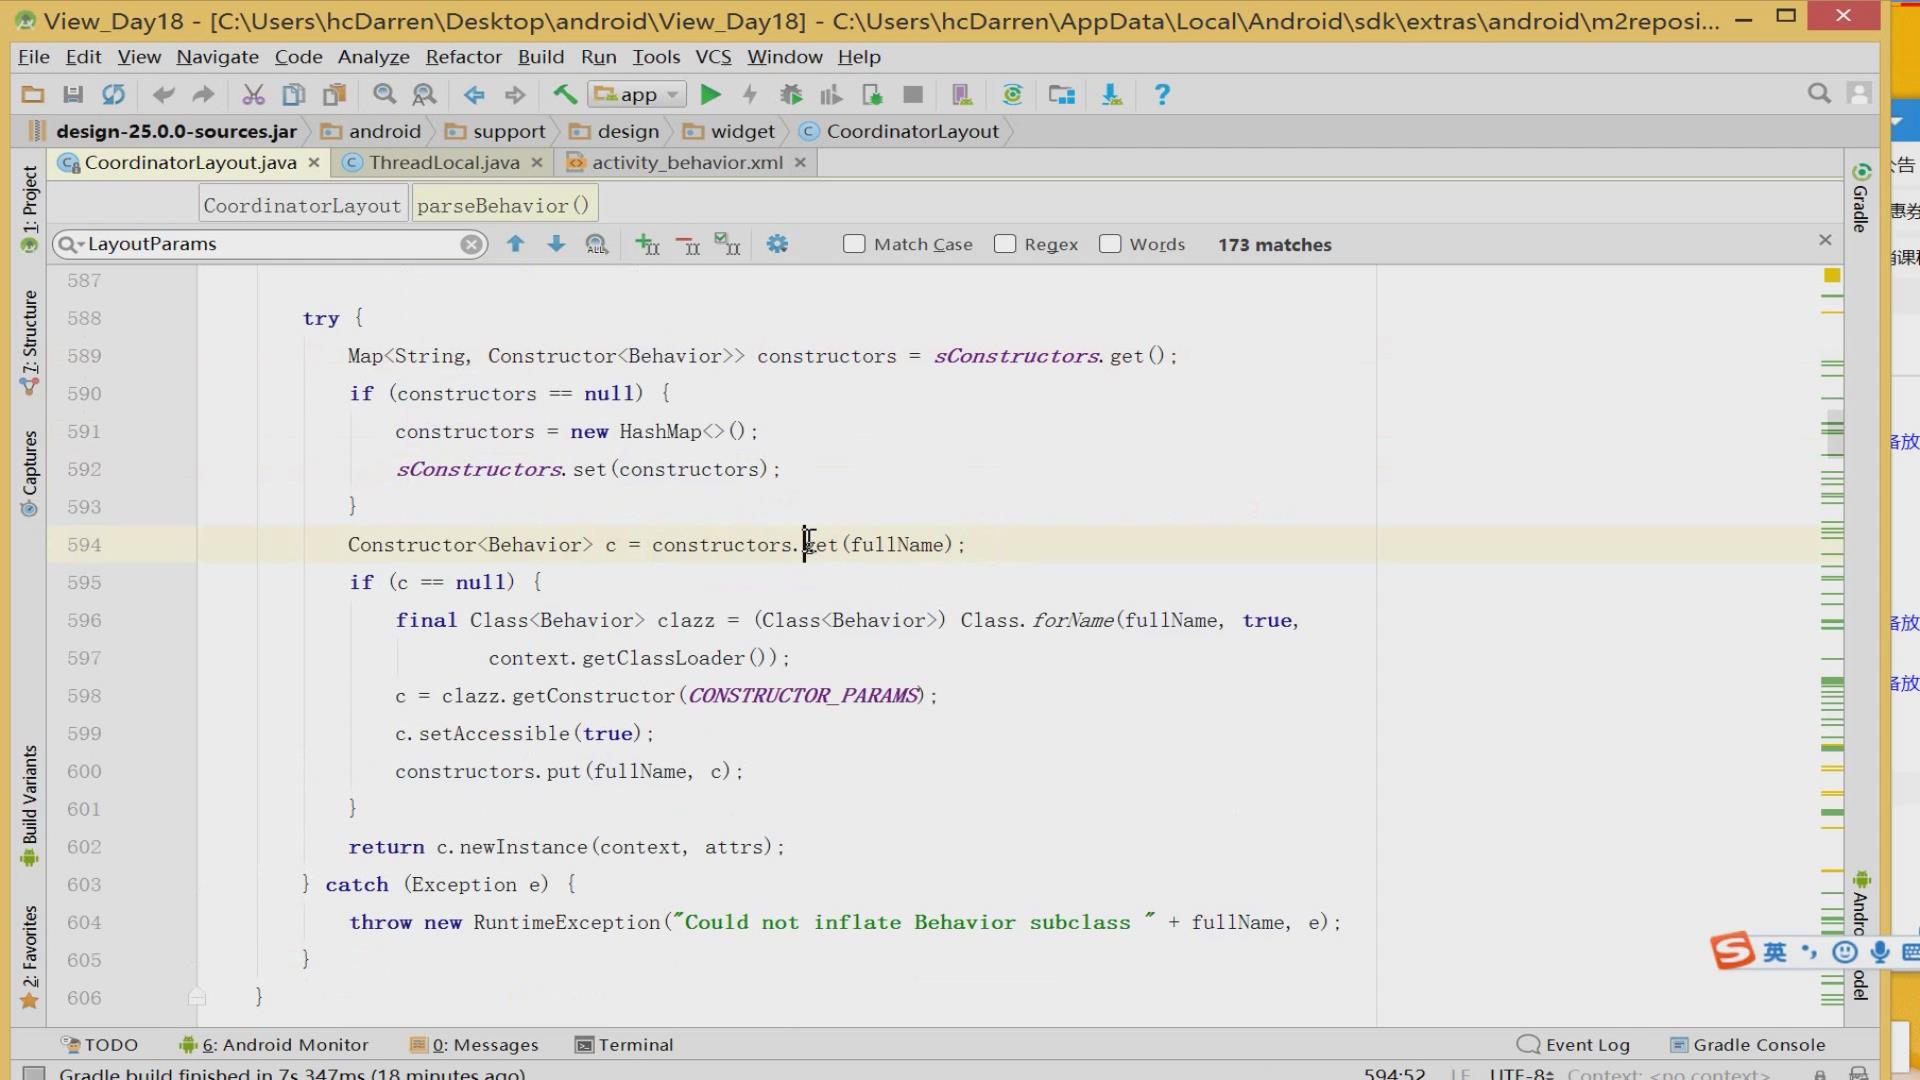 View_Day18 - [C:\Users\hcDarren\Desktop\android\View_Day18] - C:\Users\hcDarren\AppData\Local\Android\sdk\extras\android\m2reposi...
File Edit View Navigate Code Analyze Refactor Build Run Tools VCS Window Help
app
design-25.0.0-sources.jar android support design widget CoordinatorLayout
CoordinatorLayout.java ThreadLocal.java activity_behavior.xml
CoordinatorLayout parseBehavior()
LayoutParams Match Case Regex Words 173 matches
587
588 try {
589 Map<String, Constructor<Behavior>> constructors = sConstructors.get();
590 if (constructors == null) {
591 constructors = new HashMap<>();
592 sConstructors.set(constructors);
593 }
594 Constructor<Behavior> c = constructors.get(fullName);
595 if (c == null) {
596 final Class<Behavior> clazz = (Class<Behavior>) Class.forName(fullName, true,
597 context.getClassLoader());
598 c = clazz.getConstructor(CONSTRUCTOR_PARAMS);
599 c.setAccessible(true);
600 constructors.put(fullName, c);
601 }
602 return c.newInstance(context, attrs);
603 } catch (Exception e) {
604 throw new RuntimeException("Could not inflate Behavior subclass " + fullName, e);
605 }
606 }
1: Project
7: Structure
Captures
Build Variants
2: Favorites
Gradle
英
TODO 6: Android Monitor 0: Messages Terminal Event Log Gradle Console
Gradle build finished in 7s 347ms (18 minutes ago) 594:52 LF UTF-8 Context: <no context>